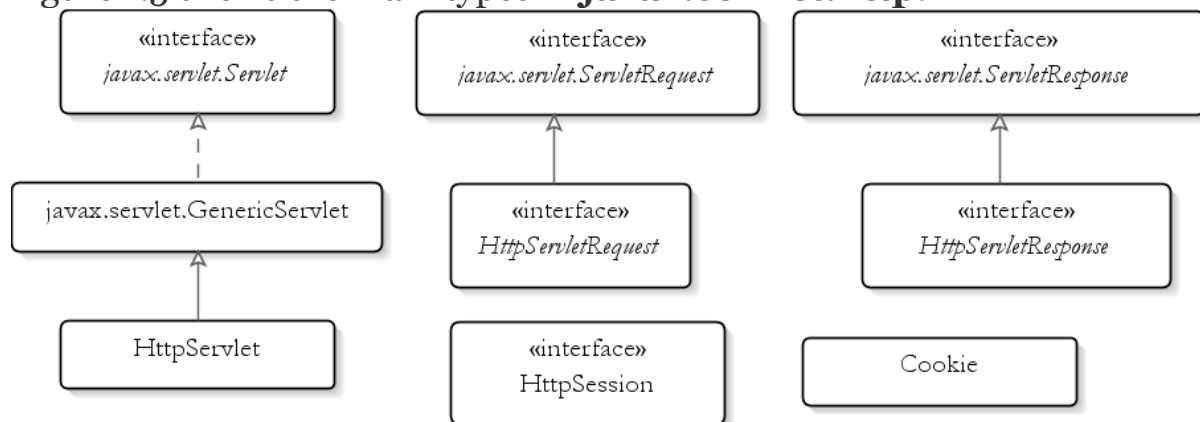 «interface»
javax.servlet.Servlet
«interface»
javax.servlet.ServletRequest
«interface»
javax.servlet.ServletResponse
javax.servlet.GenericServlet
«interface»
HttpServletRequest
«interface»
HttpServletResponse
HttpServlet
«interface»
HttpSession
Cookie